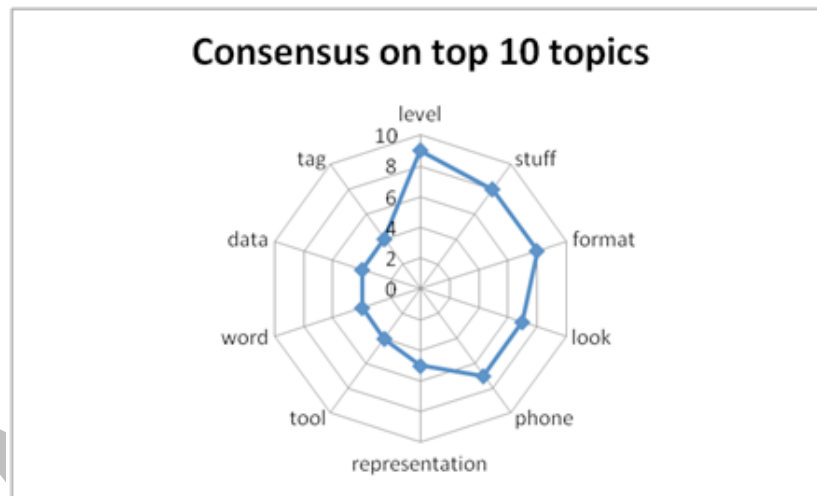 Consensus on top 10 topics
level
10
tag
stuff
8
6
4
data
format
2
0
word
look
tool
phone
representation